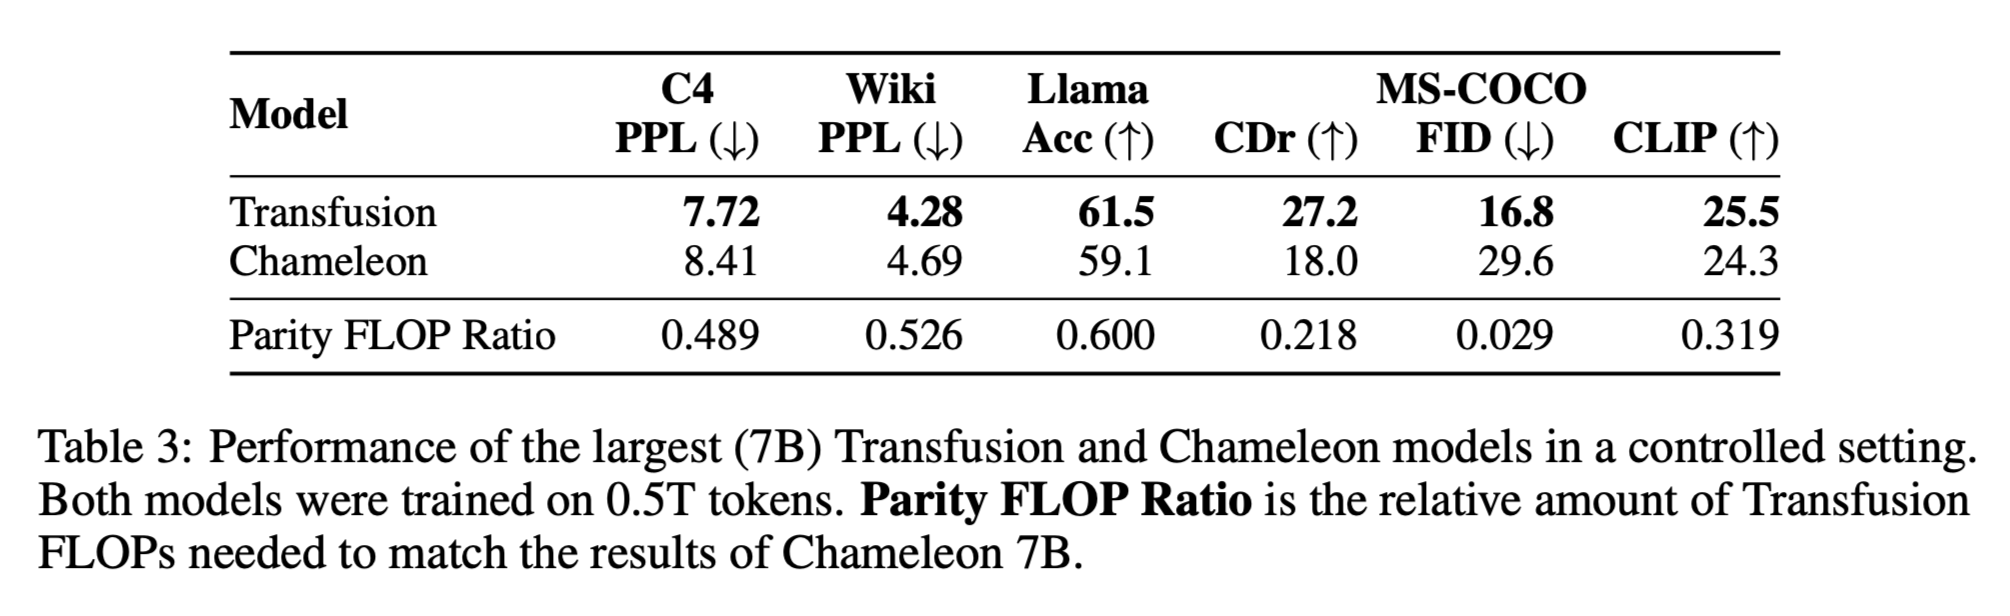 Model C4 Wiki Llama MS-COCO
PPL (↓) PPL (↓) Acc (↑) CDr (↑) FID (↓) CLIP (↑)
Transfusion 7.72 4.28 61.5 27.2 16.8 25.5
Chameleon 8.41 4.69 59.1 18.0 29.6 24.3
Parity FLOP Ratio 0.489 0.526 0.600 0.218 0.029 0.319
Table 3: Performance of the largest (7B) Transfusion and Chameleon models in a controlled setting.
Both models were trained on 0.5T tokens. Parity FLOP Ratio is the relative amount of Transfusion
FLOPs needed to match the results of Chameleon 7B.